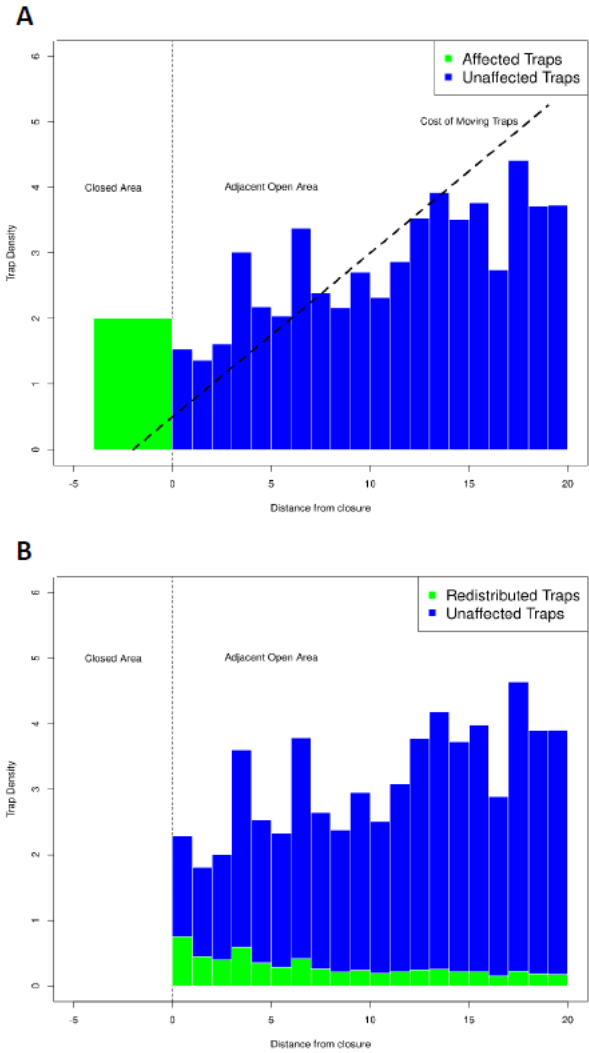 A
Affected Traps
Unaffected Traps
Cost of Moving Traps
Closed Area
Adjacent Open Area
Trap Density
0
1
2
3
4
5
6
-5
0
5
10
15
20
Distance from closure
B
Redistributed Traps
Unaffected Traps
Closed Area
Adjacent Open Area
Trap Density
0
1
2
3
4
5
6
-5
0
5
10
15
20
Distance from closure